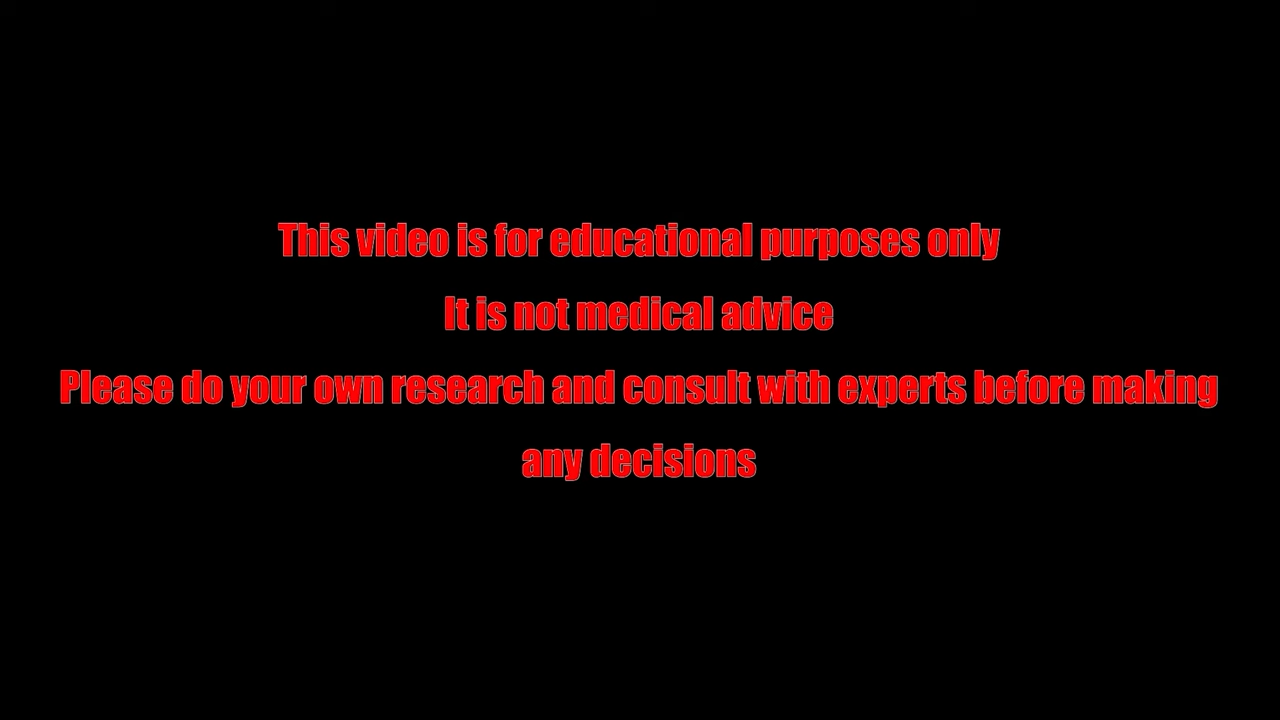 This video is for educational purposes only
It is not medical advice
Please do your own research and consult with experts before making
any decisions